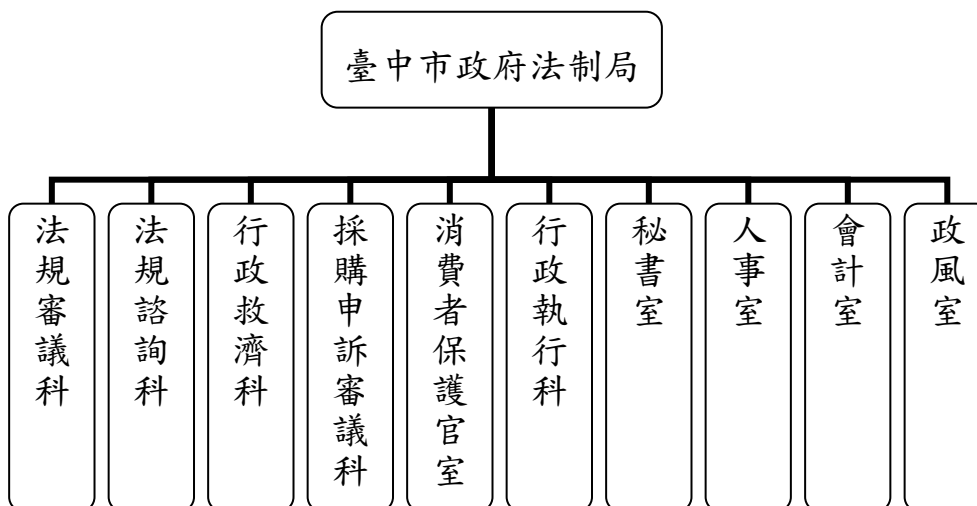 臺中市政府法制局
法規審議科
法規諮詢科
行政救濟科
採購申訴審議科
消費者保護官室
行政執行科
秘書室
人事室
會計室
政風室